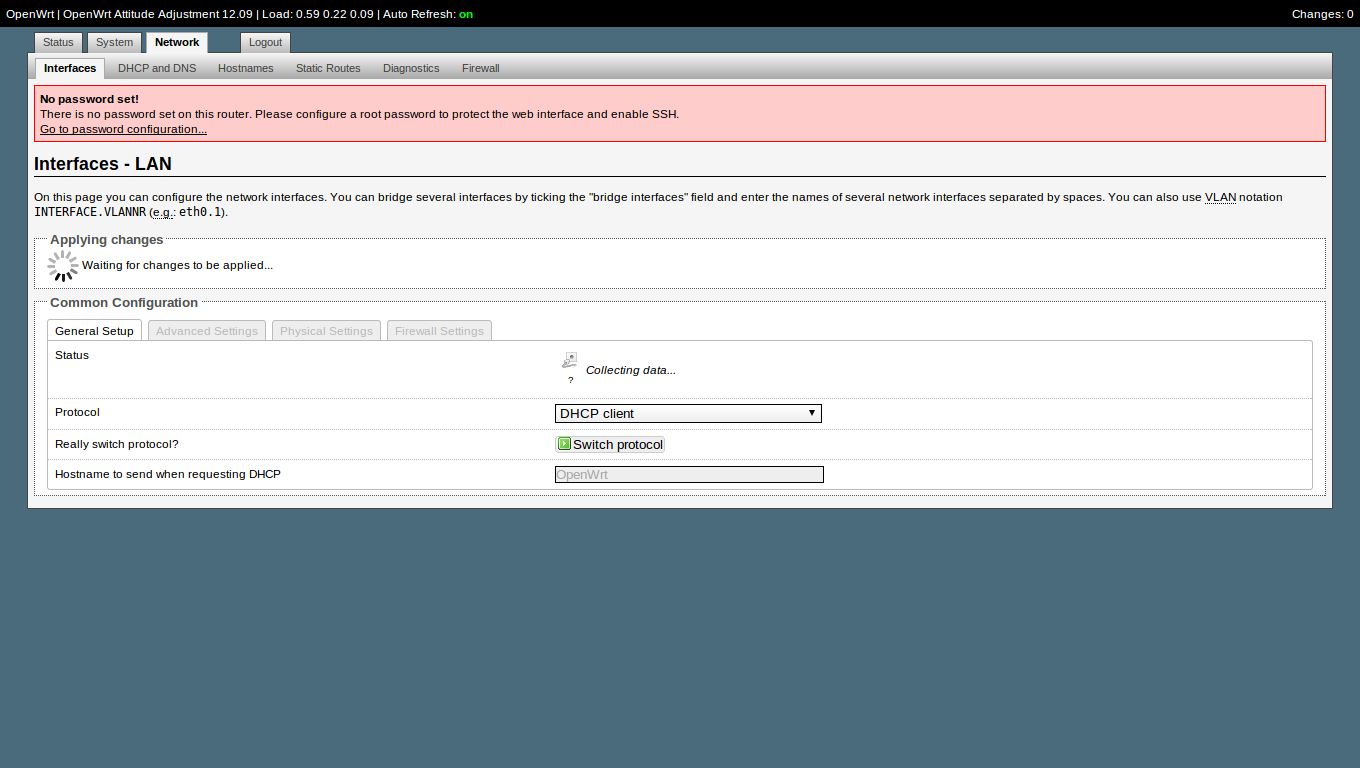 OpenWrt | OpenWrt Attitude Adjustment 12.09 | Load: 0.59 0.22 0.09 | Auto Refresh: on
Changes: 0
Status System Network Logout
Interfaces DHCP and DNS Hostnames Static Routes Diagnostics Firewall
No password set!
There is no password set on this router. Please configure a root password to protect the web interface and enable SSH.
Go to password configuration...
Interfaces - LAN
On this page you can configure the network interfaces. You can bridge several interfaces by ticking the "bridge interfaces" field and enter the names of several network interfaces separated by spaces. You can also use VLAN notation
INTERFACE.VLANNR (e.g.: eth0.1).
Applying changes
Waiting for changes to be applied...
Common Configuration
General Setup Advanced Settings Physical Settings Firewall Settings
Status
? Collecting data...
Protocol DHCP client
Really switch protocol? Switch protocol
Hostname to send when requesting DHCP OpenWrt